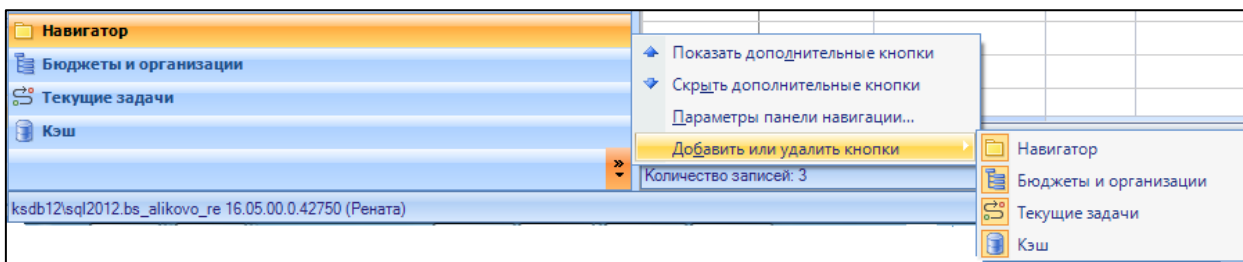 Навигатор
Бюджеты и организации
Текущие задачи
Кэш
Показать дополнительные кнопки
Скрыть дополнительные кнопки
Параметры панели навигации...
Добавить или удалить кнопки
Количество записей: 3
Навигатор
Бюджеты и организации
Текущие задачи
Кэш
ksdb12\sql2012.bs_alikovo_re 16.05.00.0.42750 (Рената)